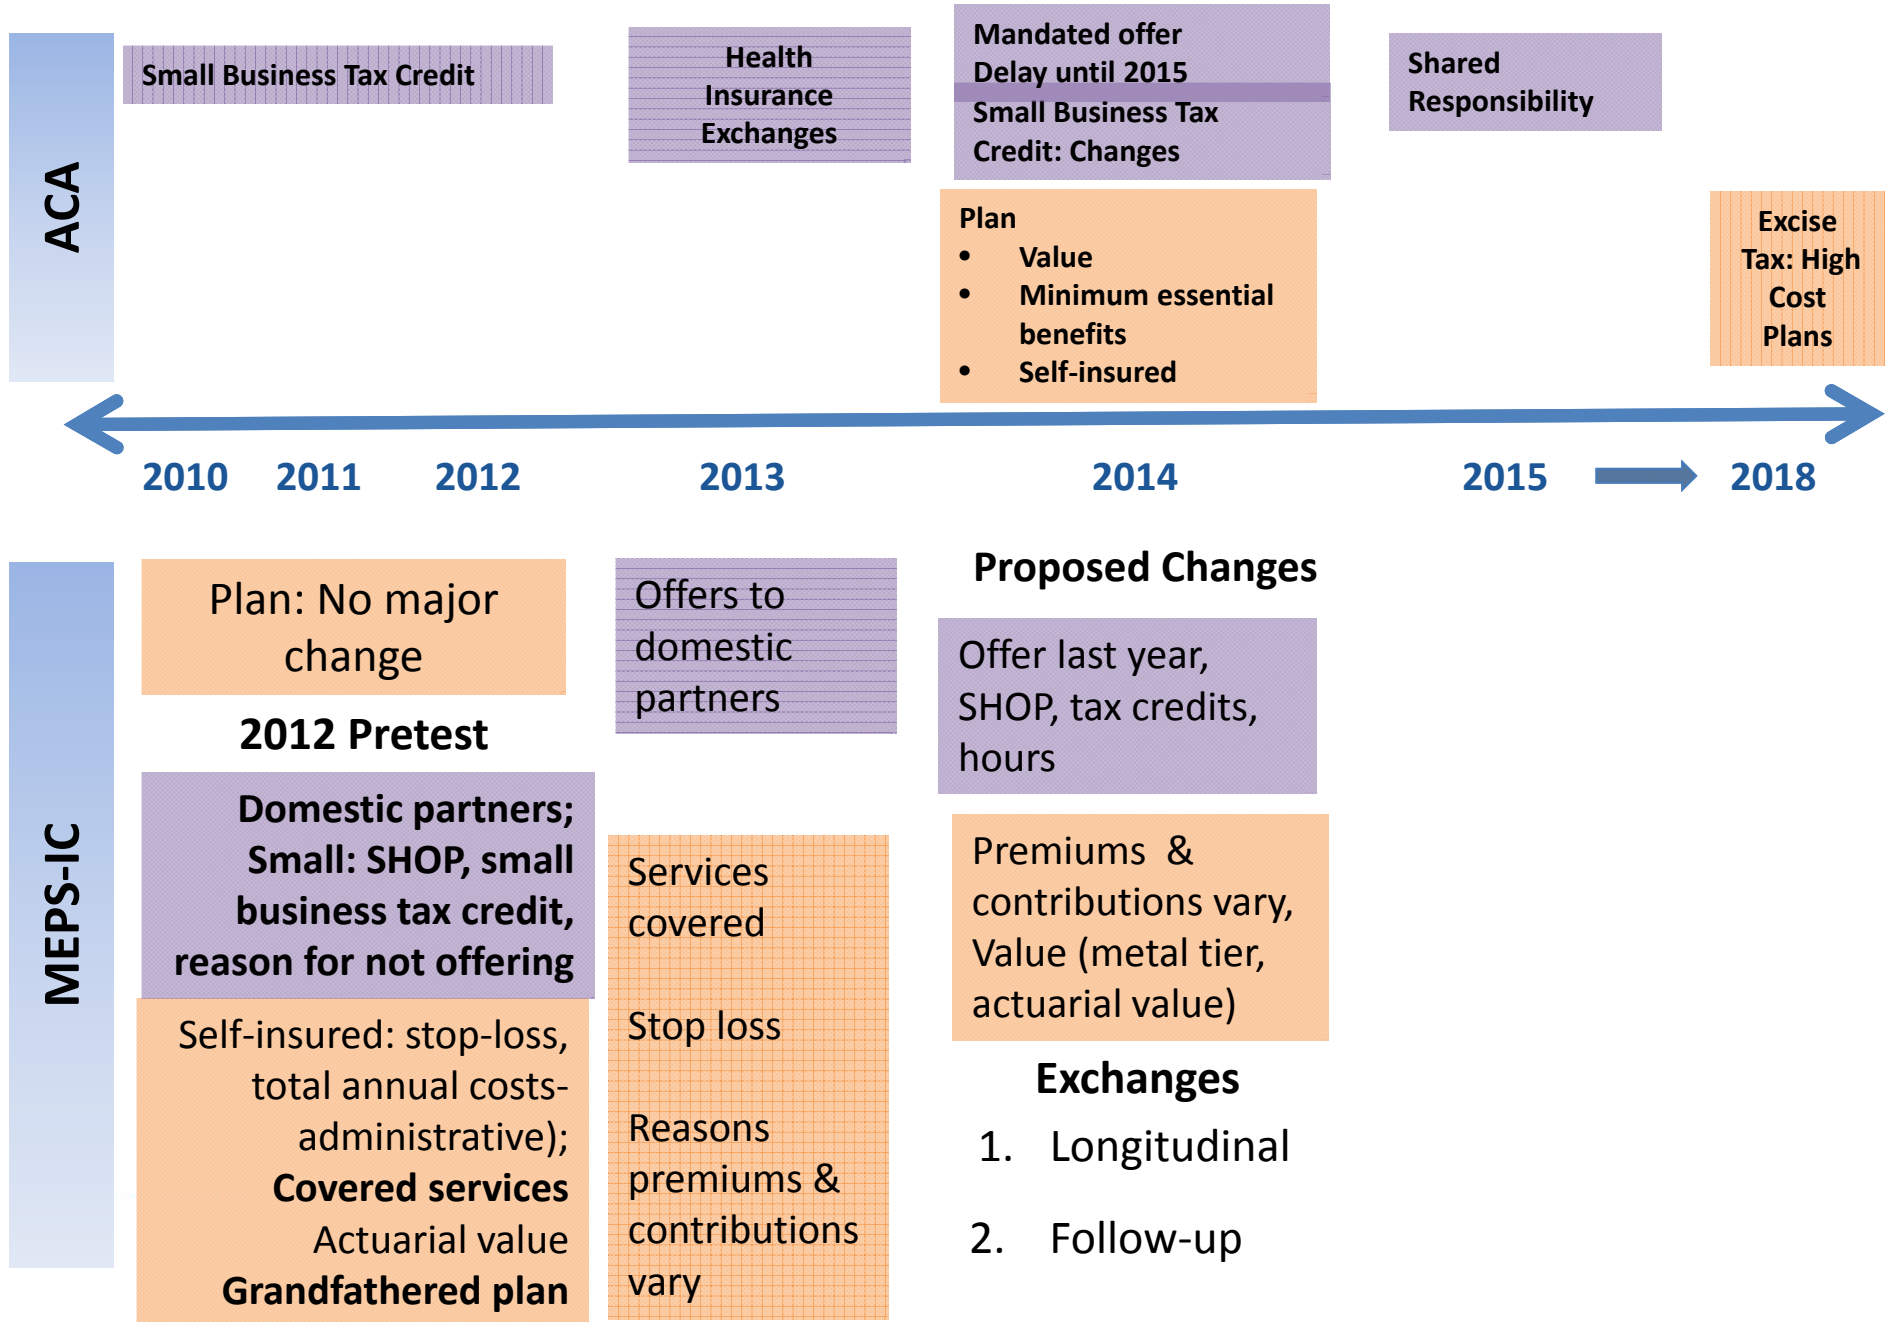 ACA
Small Business Tax Credit
Health
Insurance
Exchanges
Mandated offer
Delay until 2015
Small Business Tax
Credit: Changes
Shared
Responsibility
Plan
• Value
• Minimum essential
benefits
• Self-insured
Excise
Tax: High
Cost
Plans
2010 2011 2012 2013 2014 2015 2018
MEPS-IC
Plan: No major
change
2012 Pretest
Domestic partners;
Small: SHOP, small
business tax credit,
reason for not offering
Self-insured: stop-loss,
total annual costs-
administrative);
Covered services
Actuarial value
Grandfathered plan
Offers to
domestic
partners
Services
covered
Stop loss
Reasons
premiums &
contributions
vary
Proposed Changes
Offer last year,
SHOP, tax credits,
hours
Premiums &
contributions vary,
Value (metal tier,
actuarial value)
Exchanges
1. Longitudinal
2. Follow-up